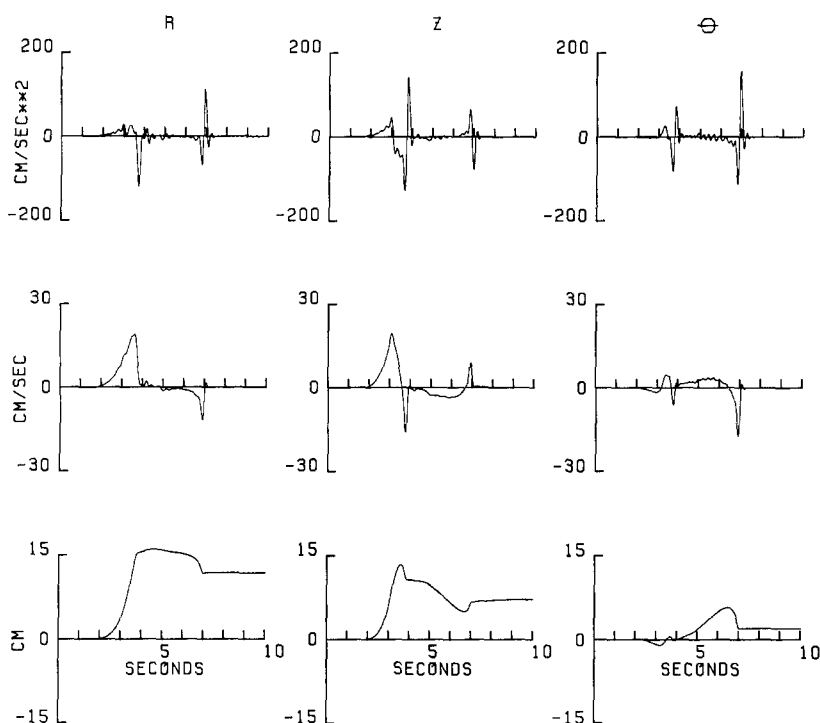 R Z Θ
200 200 200
CM/SEC**2
0 0 0
-200 -200 -200
30 30 30
CM/SEC
0 0 0
-30 -30 -30
15 15 15
CM
0 5 10 0 5 10 0 5 10
SECONDS SECONDS SECONDS
-15 -15 -15